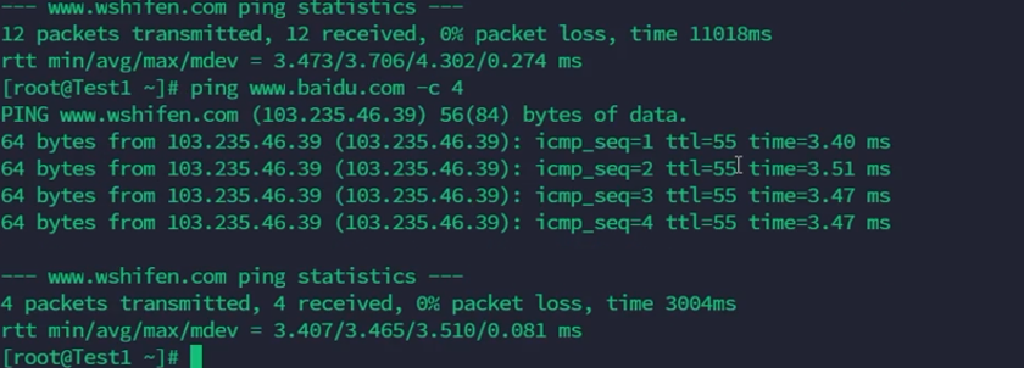 --- www.wshifen.com ping statistics ---
12 packets transmitted, 12 received, 0% packet loss, time 11018ms
rtt min/avg/max/mdev = 3.473/3.706/4.302/0.274 ms
[root@Test1 ~]# ping www.baidu.com -c 4
PING www.wshifen.com (103.235.46.39) 56(84) bytes of data.
64 bytes from 103.235.46.39 (103.235.46.39): icmp_seq=1 ttl=55 time=3.40 ms
64 bytes from 103.235.46.39 (103.235.46.39): icmp_seq=2 ttl=55 time=3.51 ms
64 bytes from 103.235.46.39 (103.235.46.39): icmp_seq=3 ttl=55 time=3.47 ms
64 bytes from 103.235.46.39 (103.235.46.39): icmp_seq=4 ttl=55 time=3.47 ms
--- www.wshifen.com ping statistics ---
4 packets transmitted, 4 received, 0% packet loss, time 3004ms
rtt min/avg/max/mdev = 3.407/3.465/3.510/0.081 ms
[root@Test1 ~]#